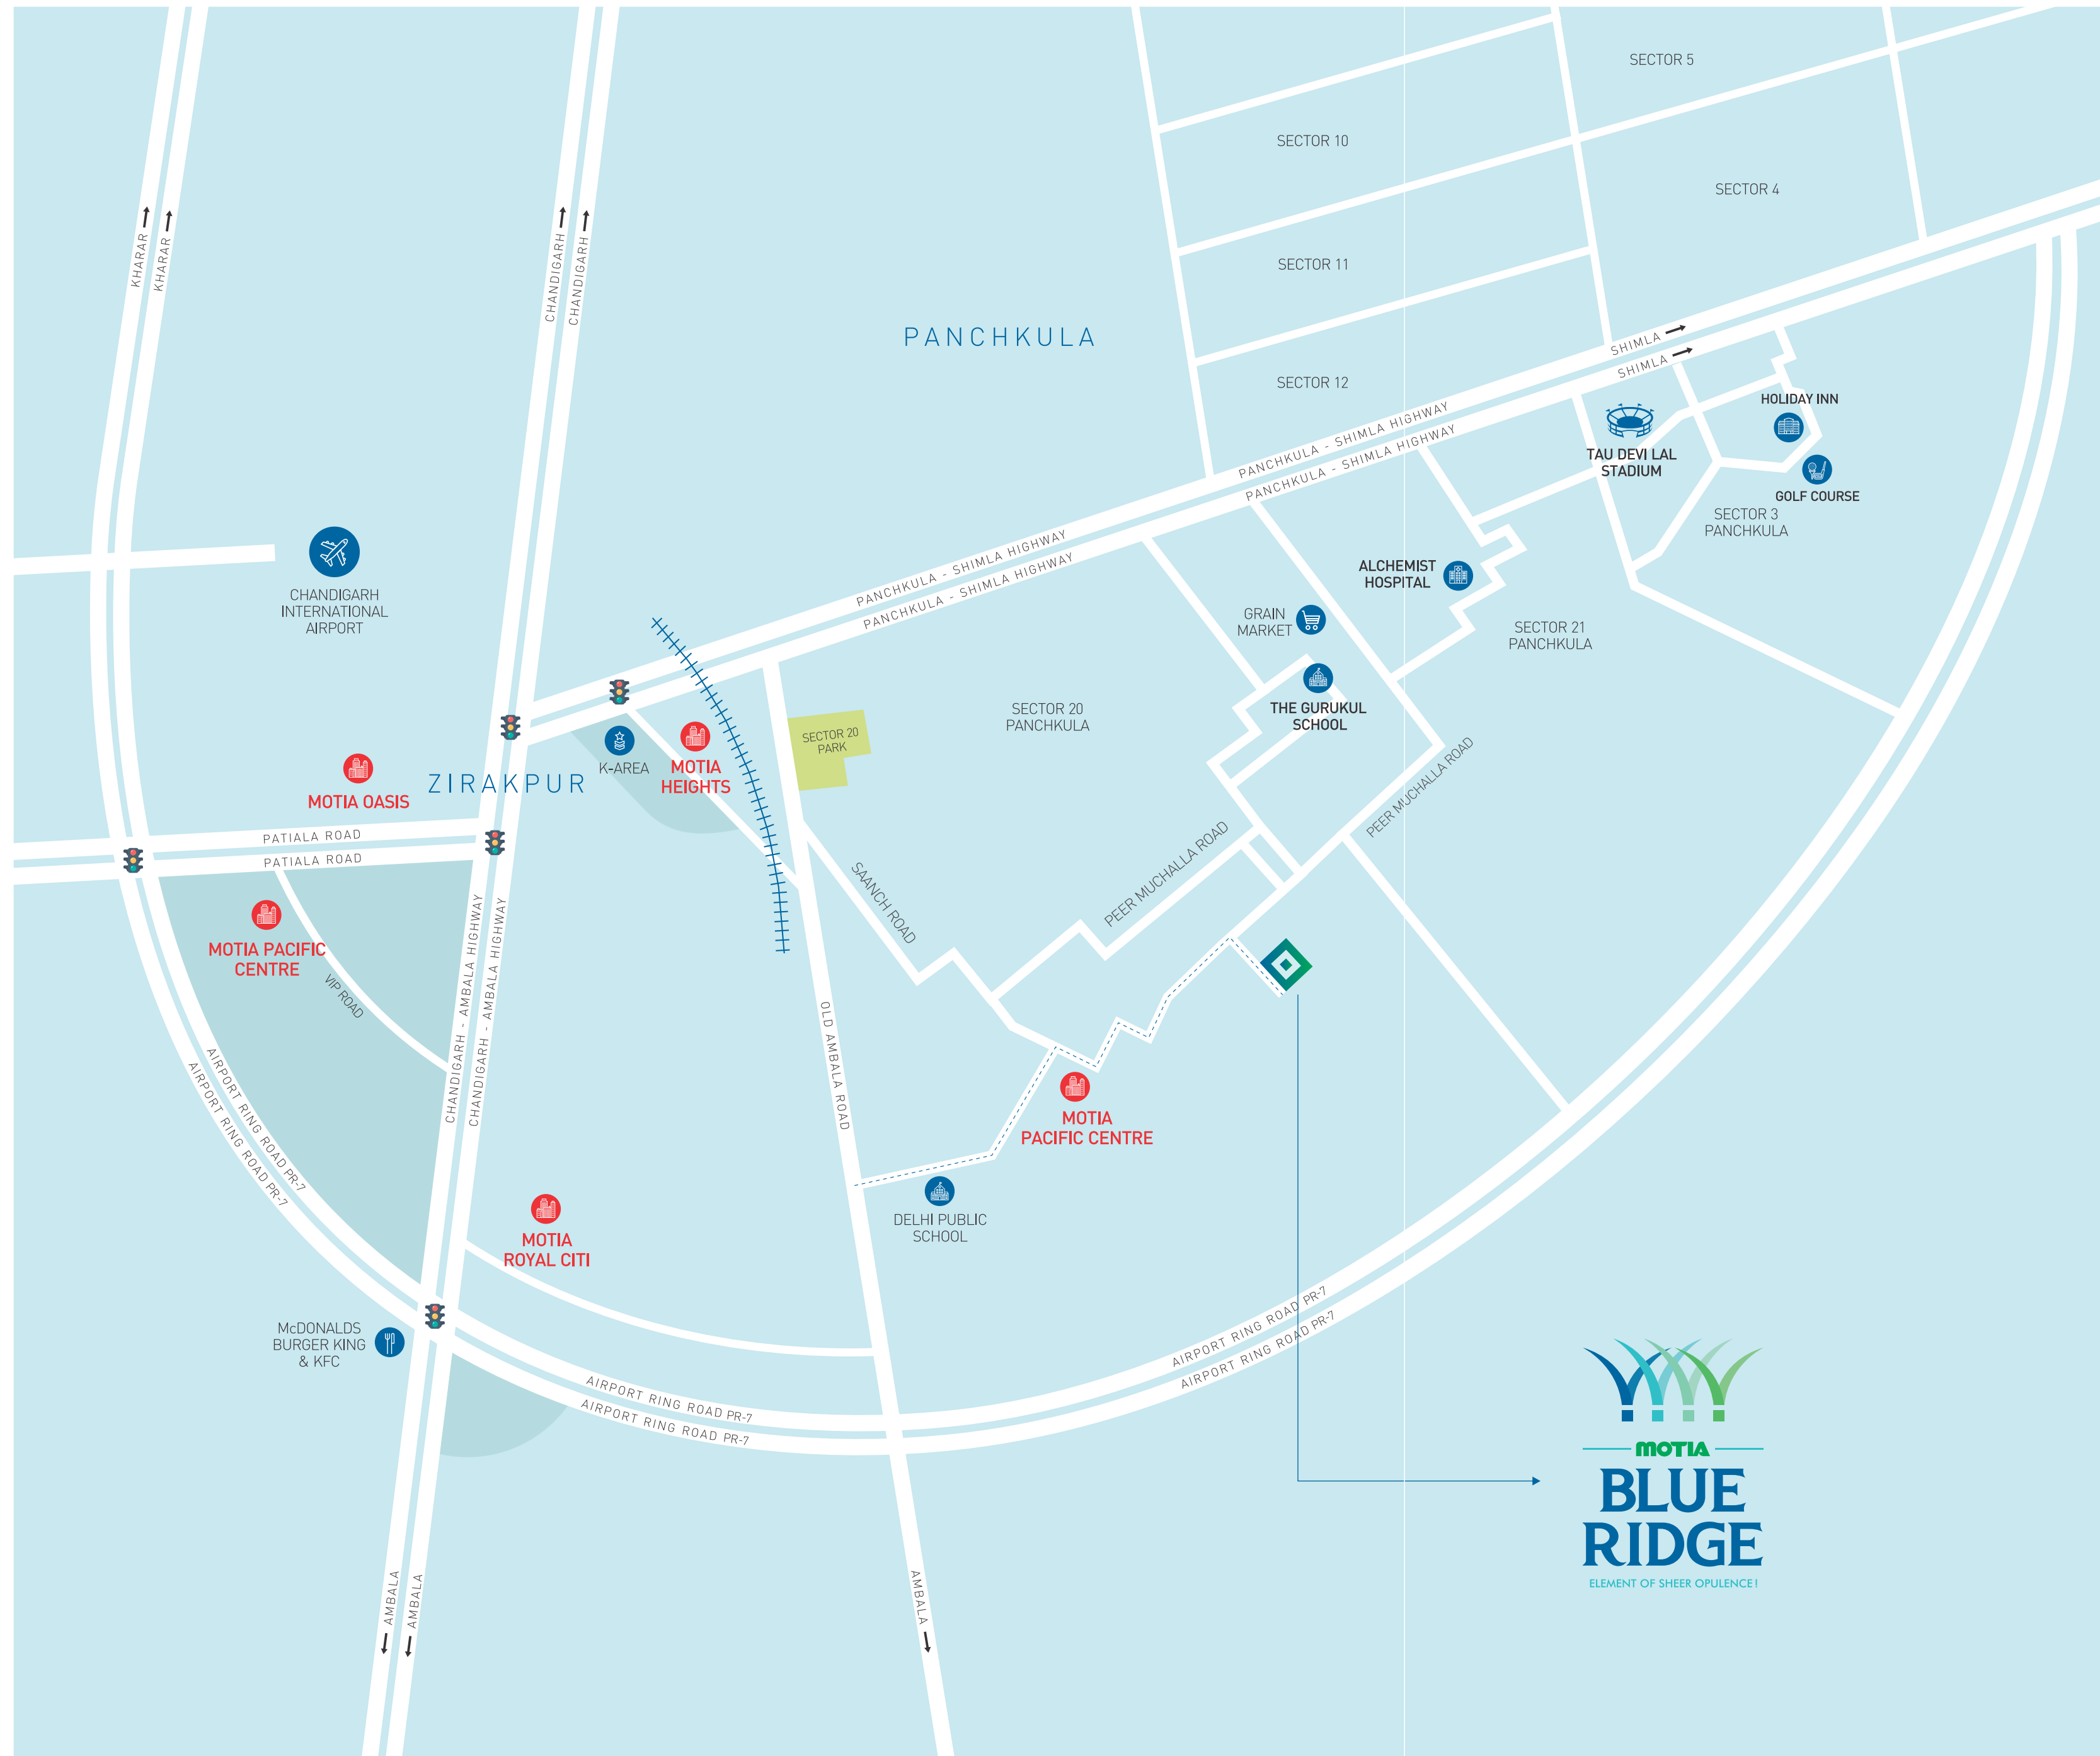 SECTOR 5
SECTOR 10
SECTOR 4
SECTOR 11
SECTOR 12
KHARAR
KHARAR
CHANDIGARH
CHANDIGARH
PANCHKULA
SHIMLA
SHIMLA
PANCHKULA - SHIMLA HIGHWAY
PANCHKULA - SHIMLA HIGHWAY
HOLIDAY INN
TAU DEVI LAL
STADIUM
GOLF COURSE
SECTOR 3
PANCHKULA
PANCHKULA - SHIMLA HIGHWAY
PANCHKULA - SHIMLA HIGHWAY
CHANDIGARH
INTERNATIONAL
AIRPORT
ALCHEMIST
HOSPITAL
GRAIN
MARKET
SECTOR 21
PANCHKULA
THE GURUKUL
SCHOOL
SECTOR 20
PANCHKULA
SECTOR 20
PARK
K-AREA
MOTIA
HEIGHTS
ZIRAKPUR
MOTIA OASIS
PATIALA ROAD
PATIALA ROAD
PEER MUCHALLA ROAD
PEER MUCHALLA ROAD
SAANCH ROAD
MOTIA PACIFIC
CENTRE
VIP ROAD
CHANDIGARH - AMBALA HIGHWAY
CHANDIGARH - AMBALA HIGHWAY
OLD AMBALA ROAD
AIRPORT RING ROAD PR-7
AIRPORT RING ROAD PR-7
MOTIA
PACIFIC CENTRE
DELHI PUBLIC
SCHOOL
MOTIA
ROYAL CITI
McDONALDS
BURGER KING
& KFC
AIRPORT RING ROAD PR-7
AIRPORT RING ROAD PR-7
AIRPORT RING ROAD PR-7
AIRPORT RING ROAD PR-7
AMBALA
AMBALA
AMBALA
MOTIA
BLUE
RIDGE
ELEMENT OF SHEER OPULENCE!